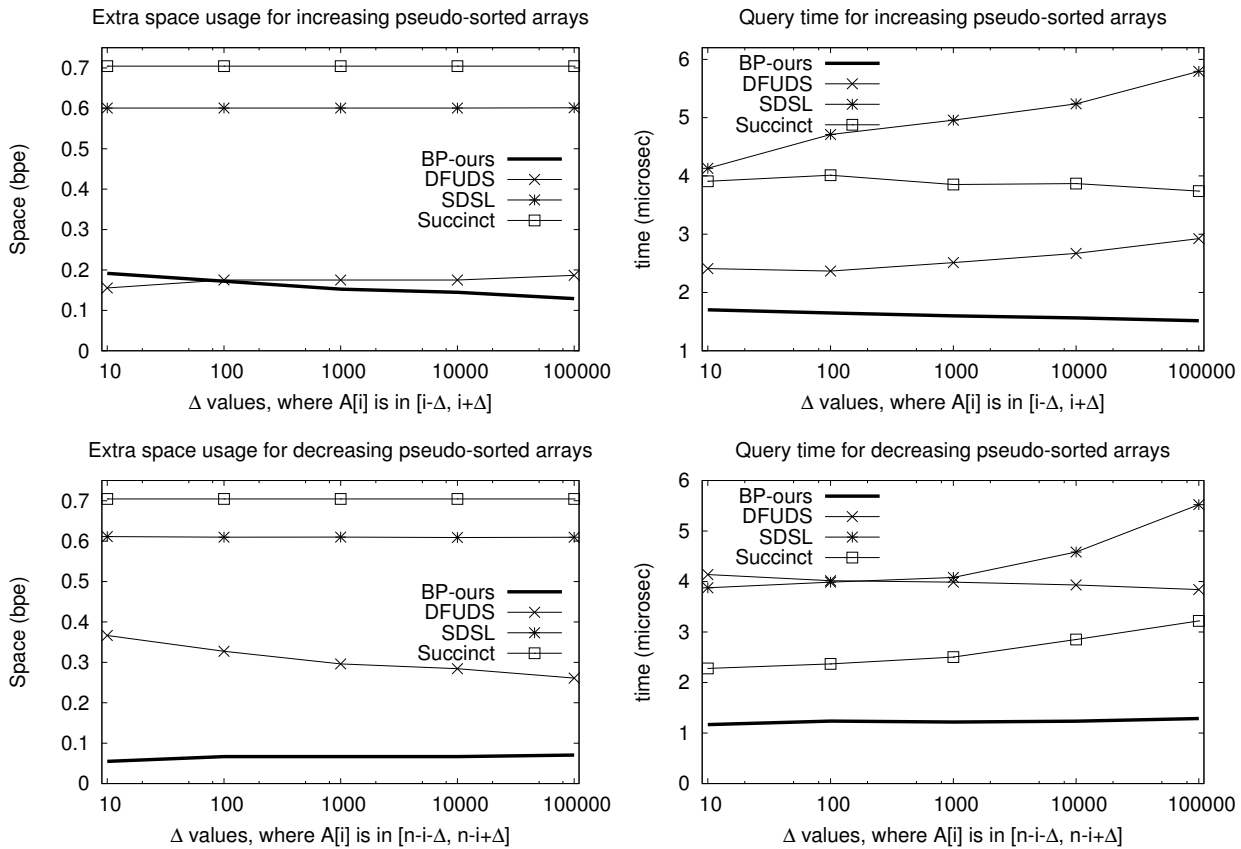 Extra space usage for increasing pseudo-sorted arrays
Space (bpe)
0.7
0.6
0.5
0.4
0.3
0.2
0.1
0
BP-ours
DFUDS
SDSL
Succinct
10 100 1000 10000 100000
Δ values, where A[i] is in [i-Δ, i+Δ]
Query time for increasing pseudo-sorted arrays
time (microsec)
6
5
4
3
2
1
BP-ours
DFUDS
SDSL
Succinct
10 100 1000 10000 100000
Δ values, where A[i] is in [i-Δ, i+Δ]
Extra space usage for decreasing pseudo-sorted arrays
Space (bpe)
0.7
0.6
0.5
0.4
0.3
0.2
0.1
0
BP-ours
DFUDS
SDSL
Succinct
10 100 1000 10000 100000
Δ values, where A[i] is in [n-i-Δ, n-i+Δ]
Query time for decreasing pseudo-sorted arrays
time (microsec)
6
5
4
3
2
1
0
BP-ours
DFUDS
SDSL
Succinct
10 100 1000 10000 100000
Δ values, where A[i] is in [n-i-Δ, n-i+Δ]